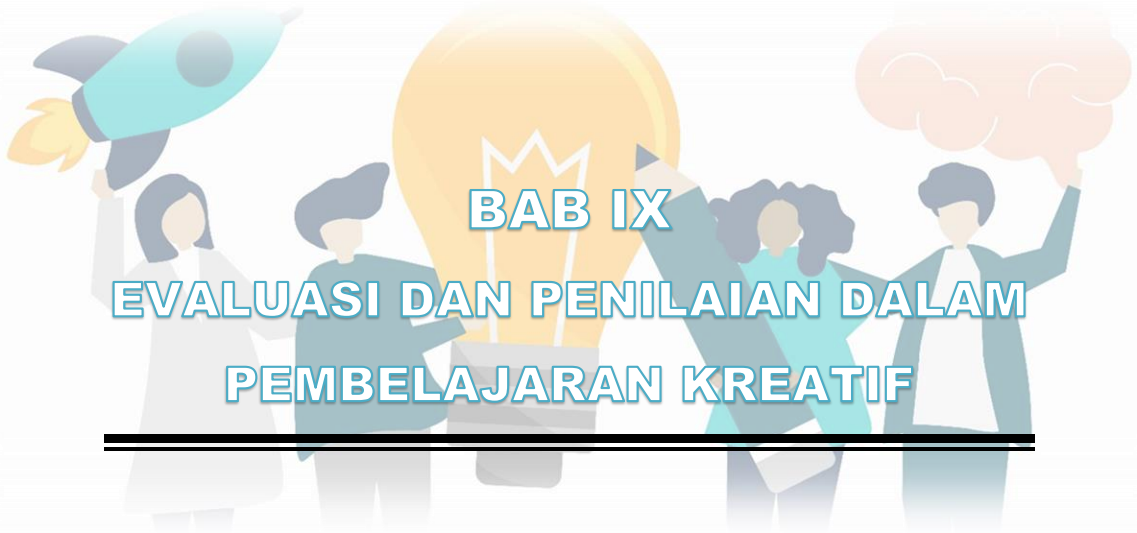 BAB IX
EVALUASI DAN PENILAIAN DALAM
PEMBELAJARAN KREATIF